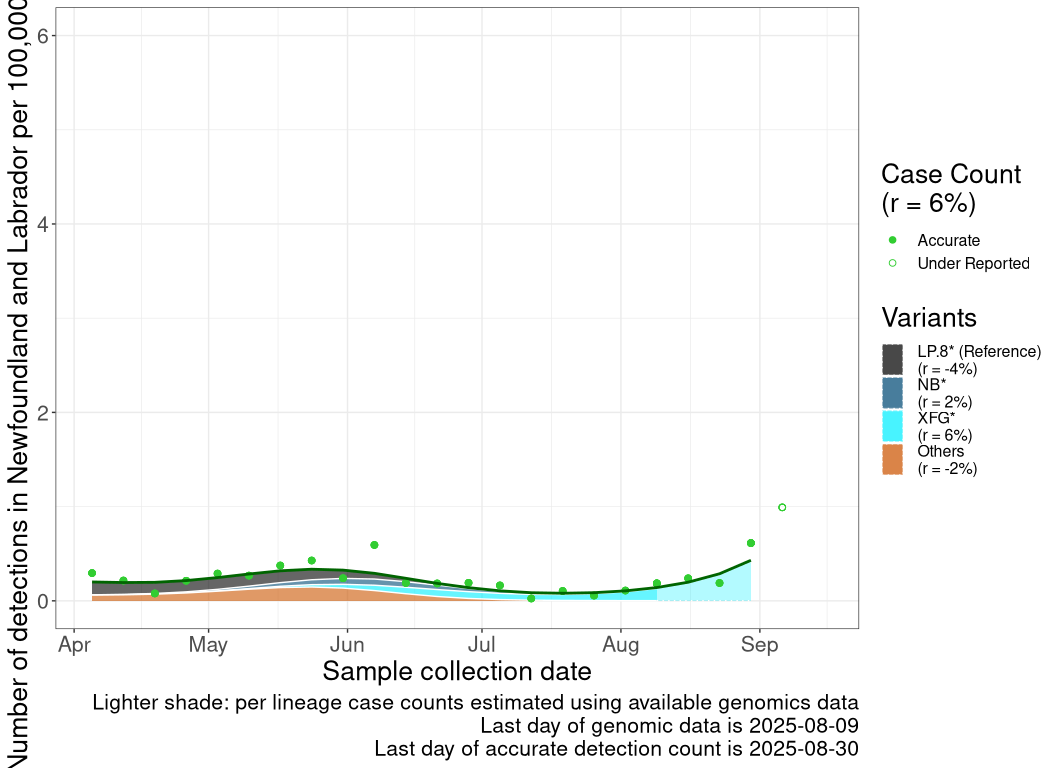 Number of detections in Newfoundland and Labrador per 100,000
6
4
2
0
Apr
May
Jun
Jul
Aug
Sep
Sample collection date
Lighter shade: per lineage case counts estimated using available genomics data
Last day of genomic data is 2025-08-09
Last day of accurate detection count is 2025-08-30
Case Count
(r = 6%)
Accurate
Under Reported
Variants
LP.8* (Reference)
(r = -4%)
NB*
(r = 2%)
XFG*
(r = 6%)
Others
(r = -2%)